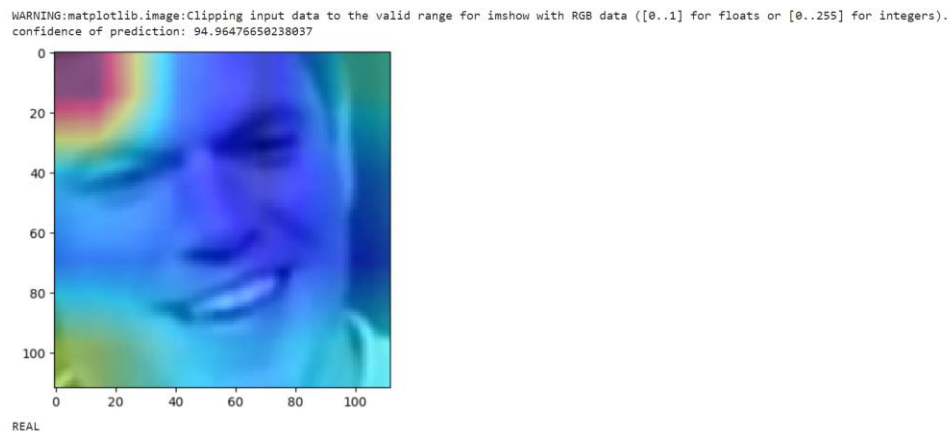 WARNING:matplotlib.image:Clipping input data to the valid range for imshow with RGB data ([0..1] for floats or [0..255] for integers).
confidence of prediction: 94.96476650238037
0
20
40
60
80
100
0 20 40 60 80 100
REAL